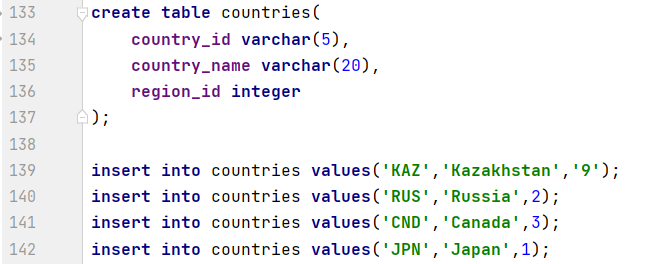 133 create table countries(
134     country_id varchar(5),
135     country_name varchar(20),
136     region_id integer
137 );
138
139 insert into countries values('KAZ','Kazakhstan','9');
140 insert into countries values('RUS','Russia',2);
141 insert into countries values('CND','Canada',3);
142 insert into countries values('JPN','Japan',1);